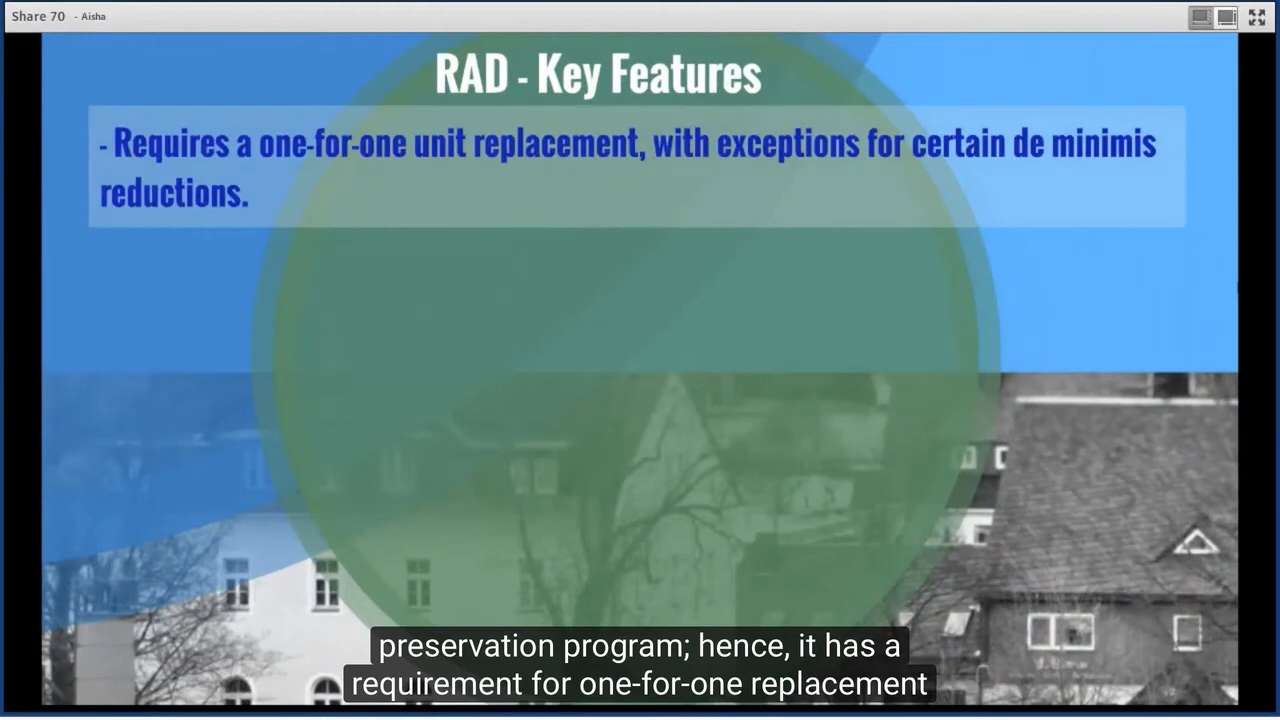 Share 70 - Aisha
RAD - Key Features
- Requires a one-for-one unit replacement, with exceptions for certain de minimis
reductions.
preservation program; hence, it has a
requirement for one-for-one replacement